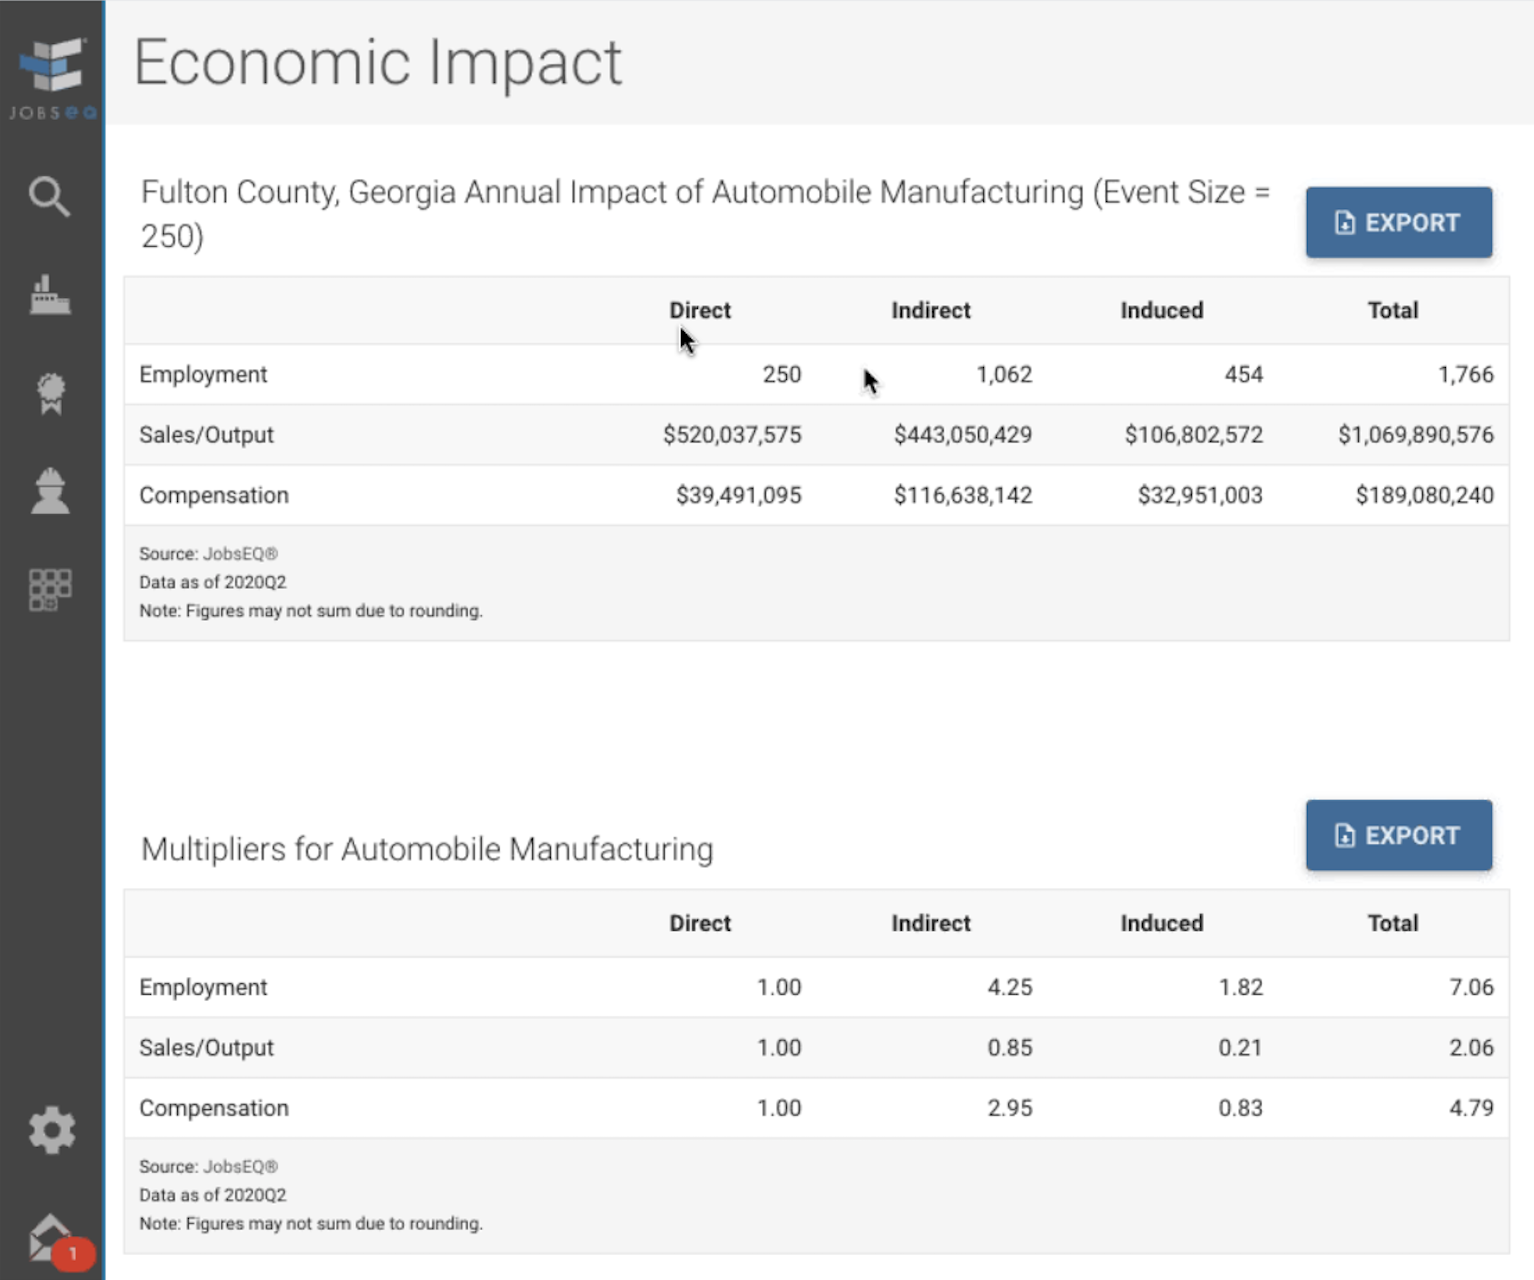 JOBSEQ
Economic Impact
Fulton County, Georgia Annual Impact of Automobile Manufacturing (Event Size =
250)
EXPORT
Direct Indirect Induced Total
Employment 250 1,062 454 1,766
Sales/Output $520,037,575 $443,050,429 $106,802,572 $1,069,890,576
Compensation $39,491,095 $116,638,142 $32,951,003 $189,080,240
Source: JobsEQ®
Data as of 2020Q2
Note: Figures may not sum due to rounding.
EXPORT
Multipliers for Automobile Manufacturing
Direct Indirect Induced Total
Employment 1.00 4.25 1.82 7.06
Sales/Output 1.00 0.85 0.21 2.06
Compensation 1.00 2.95 0.83 4.79
Source: JobsEQ®
Data as of 2020Q2
Note: Figures may not sum due to rounding.
1